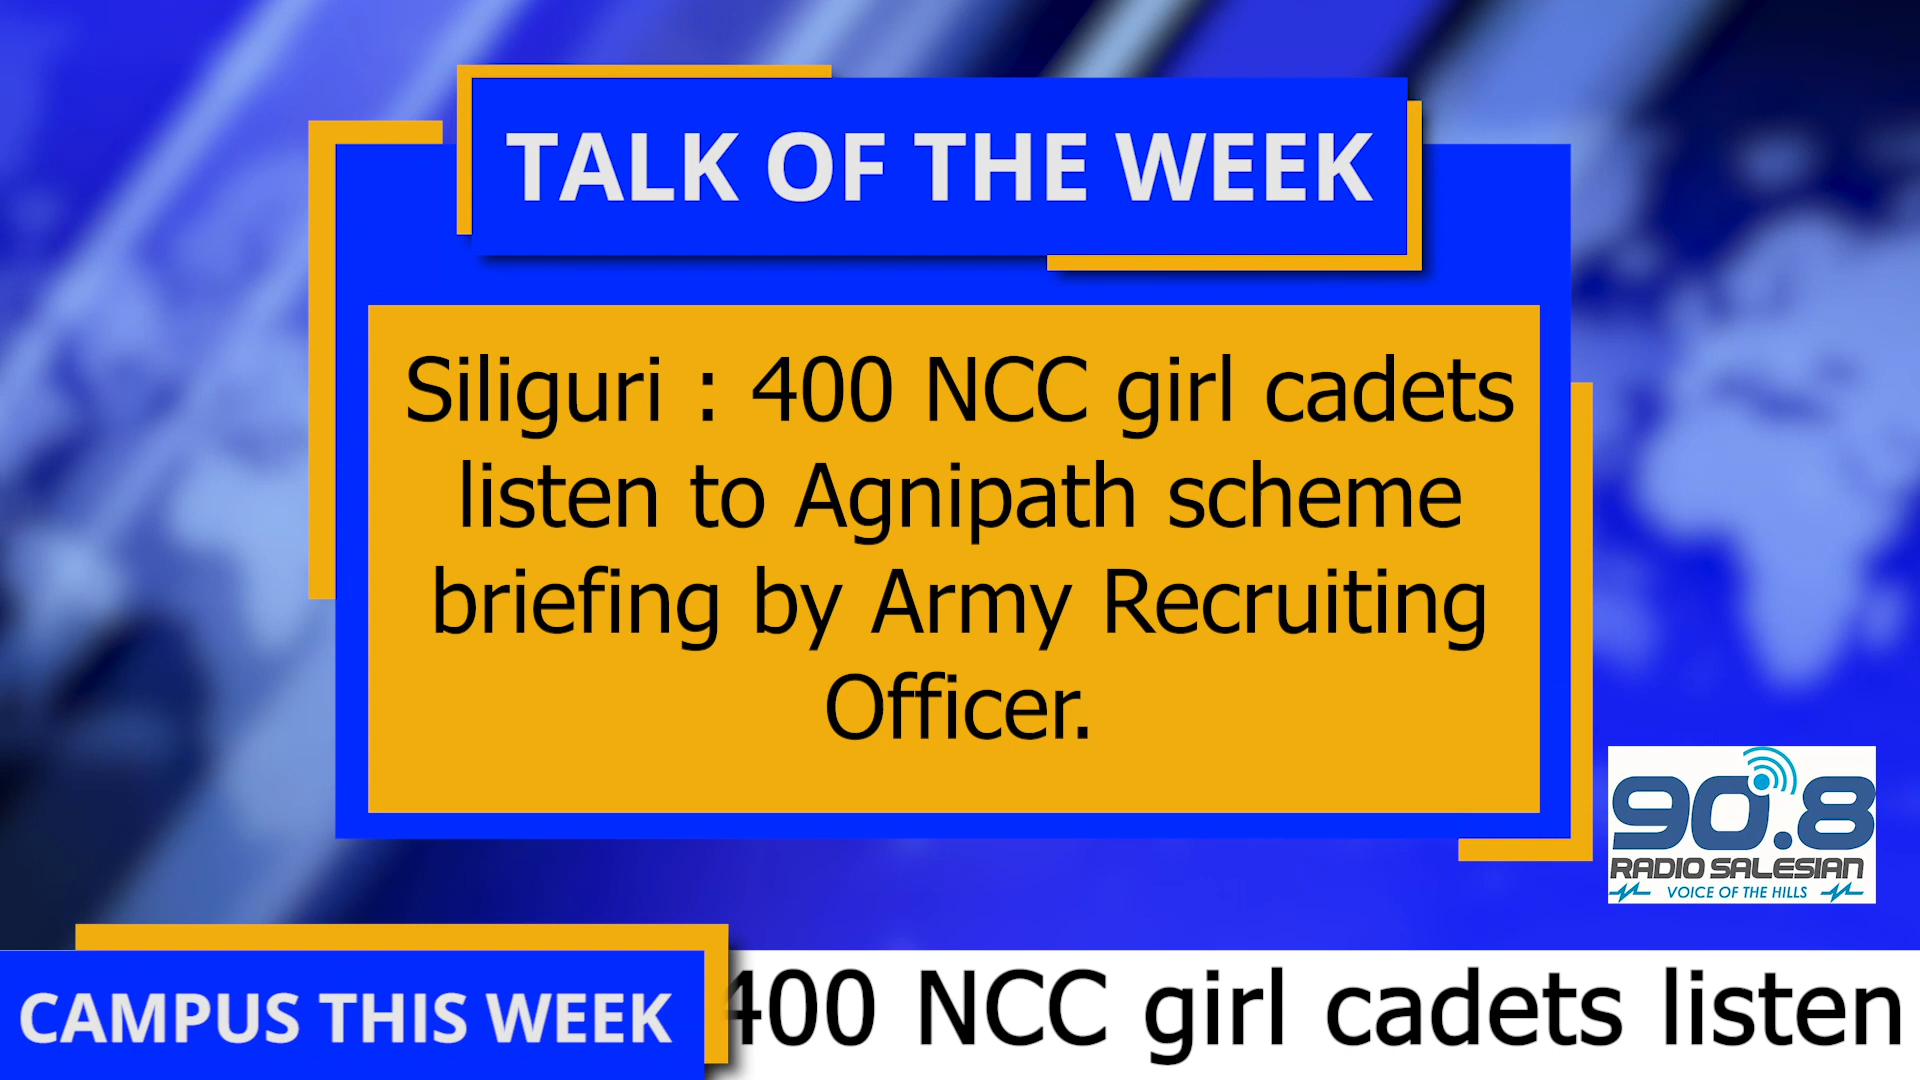 TALK OF THE WEEK
Siliguri : 400 NCC girl cadets
listen to Agnipath scheme
briefing by Army Recruiting
Officer.
90.8
RADIO SALESIAN
VOICE OF THE HILLS
CAMPUS THIS WEEK
400 NCC girl cadets listen